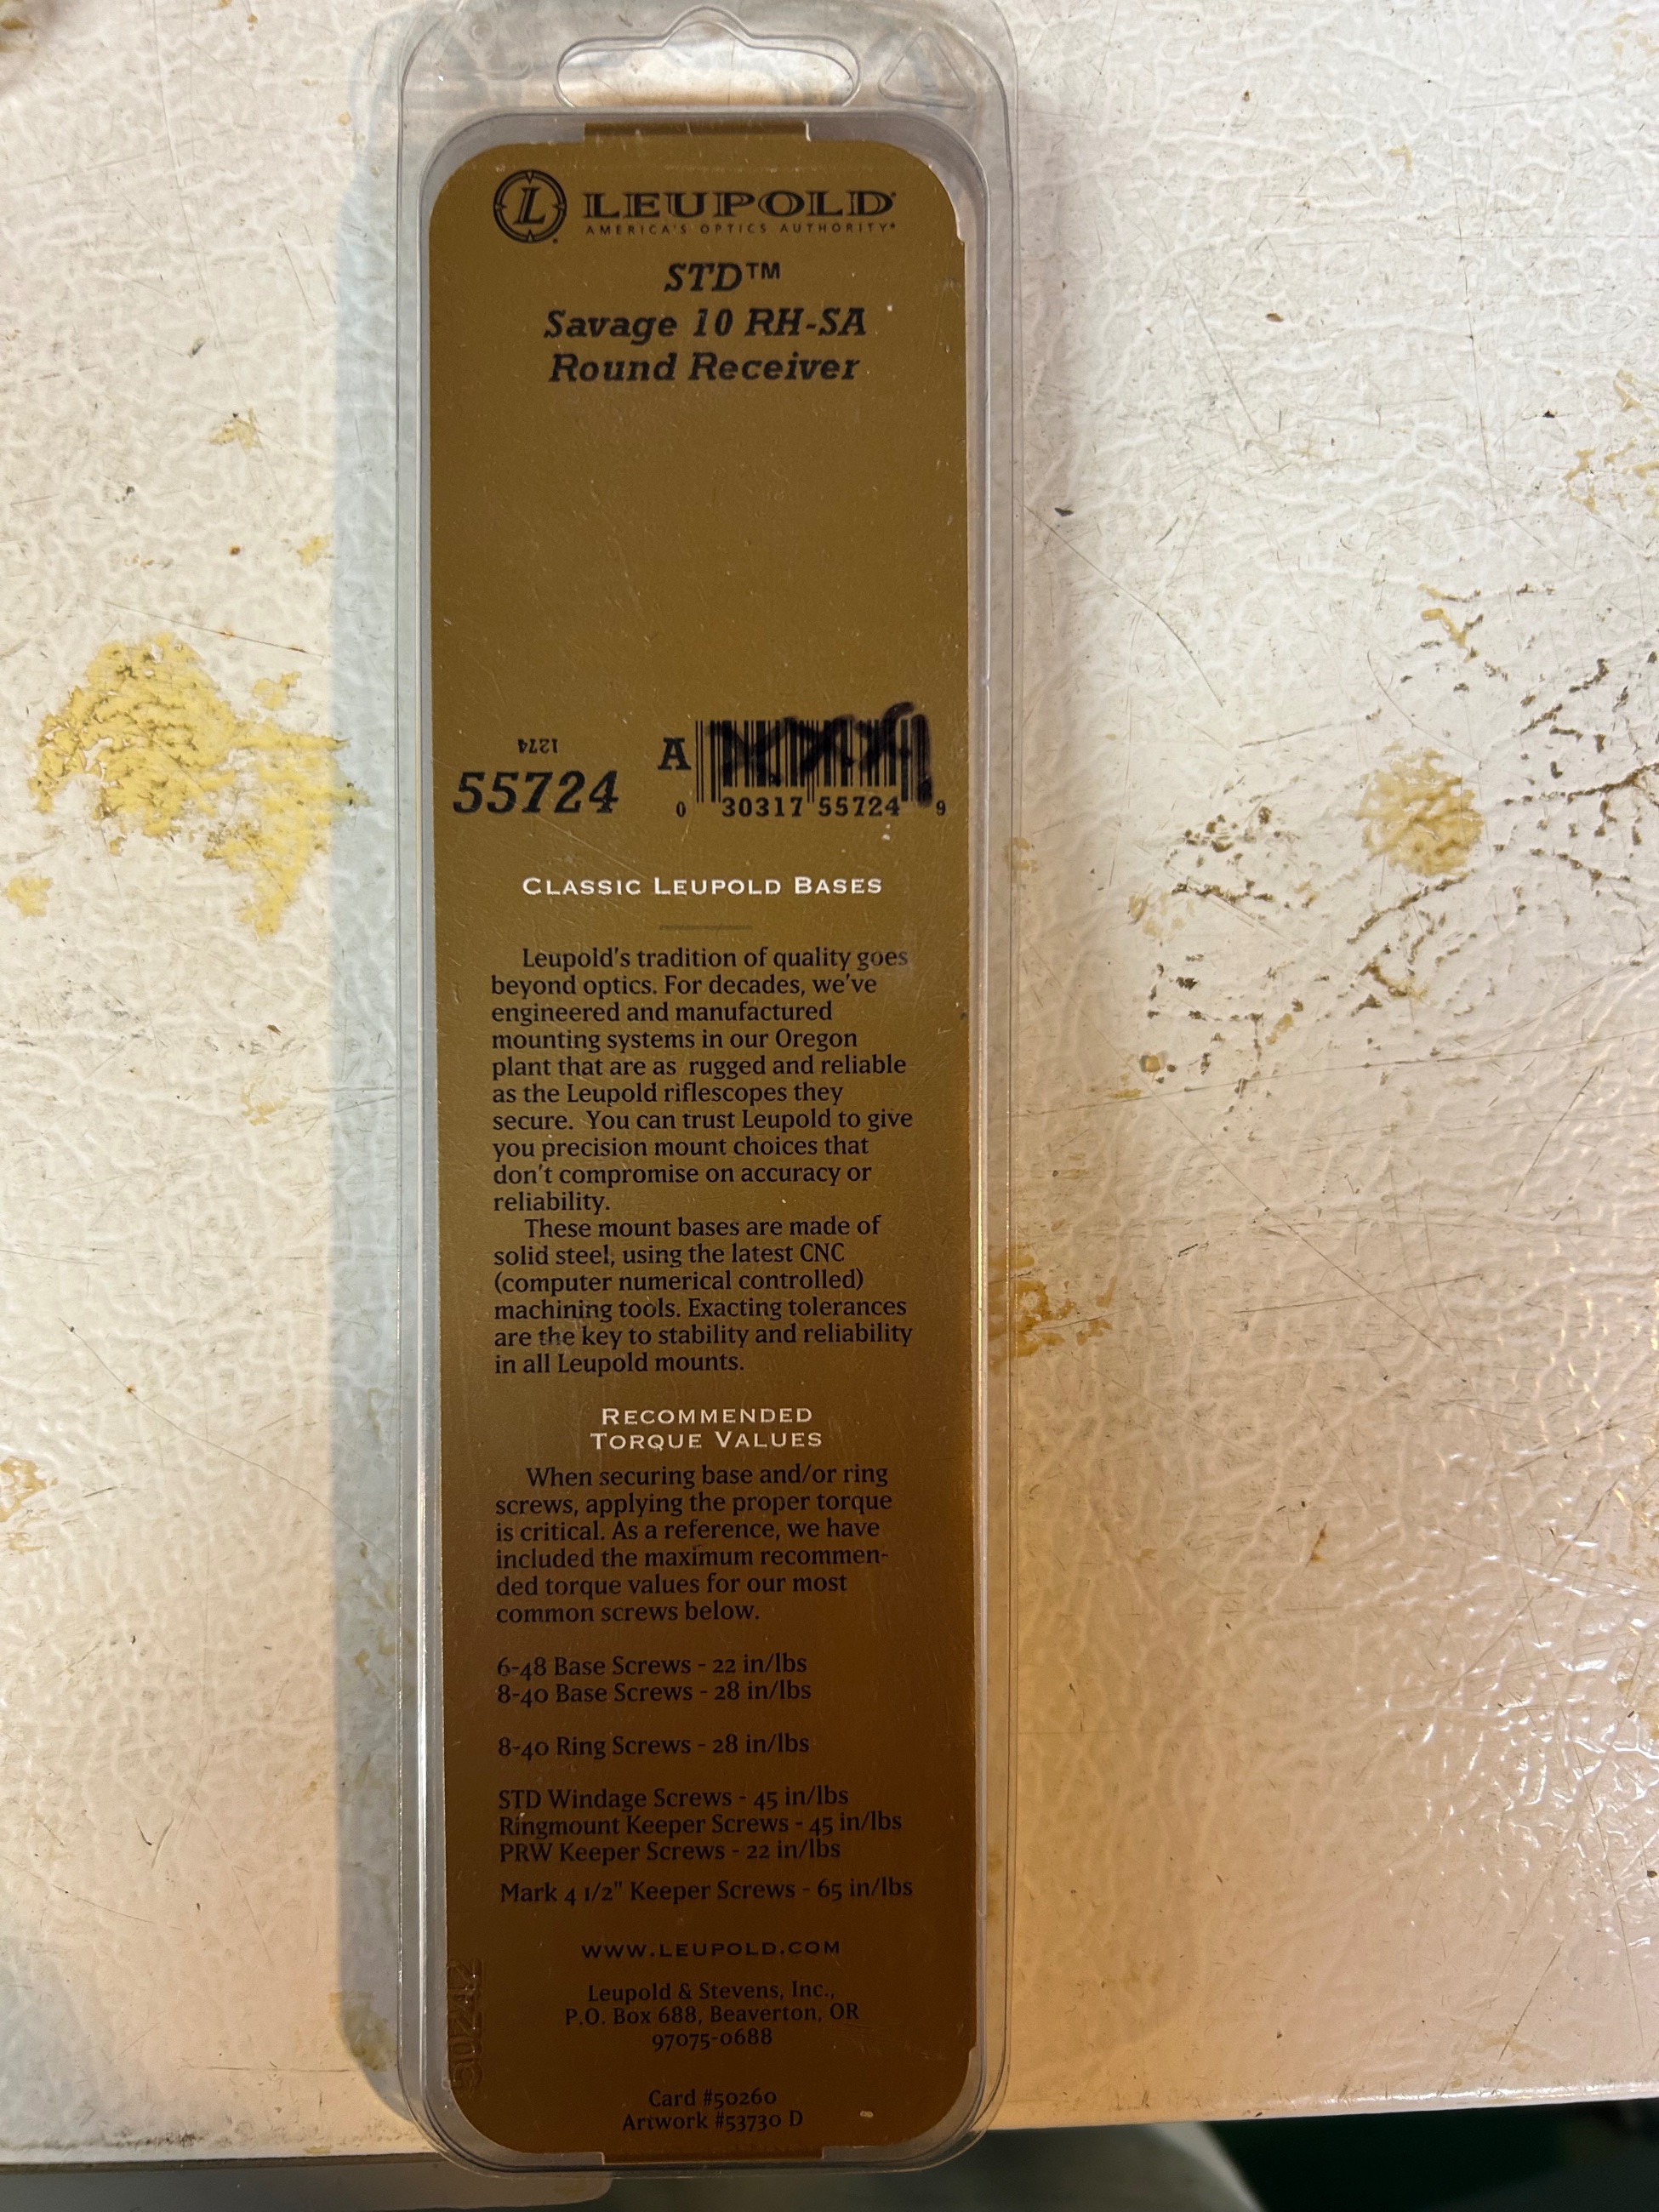 L LEUPOLD®
AMERICA'S OPTICS AUTHORITY®
STD™
Savage 10 RH-SA
Round Receiver
1274
55724
A
0 30317 55724 9
CLASSIC LEUPOLD BASES
Leupold's tradition of quality goes
beyond optics. For decades, we've
engineered and manufactured
mounting systems in our Oregon
plant that are as rugged and reliable
as the Leupold riflescopes they
secure. You can trust Leupold to give
you precision mount choices that
don't compromise on accuracy or
reliability.
These mount bases are made of
solid steel, using the latest CNC
(computer numerical controlled)
machining tools. Exacting tolerances
are the key to stability and reliability
in all Leupold mounts.
RECOMMENDED
TORQUE VALUES
When securing base and/or ring
screws, applying the proper torque
is critical. As a reference, we have
included the maximum recommen-
ded torque values for our most
common screws below.
6-48 Base Screws - 22 in/lbs
8-40 Base Screws - 28 in/lbs
8-40 Ring Screws - 28 in/lbs
STD Windage Screws - 45 in/lbs
Ringmount Keeper Screws - 45 in/lbs
PRW Keeper Screws - 22 in/lbs
Mark 4 1/2" Keeper Screws - 65 in/lbs
WWW.LEUPOLD.COM
Leupold & Stevens, Inc.,
P.O. Box 688, Beaverton, OR
97075-0688
50242
Card #50260
Artwork #53730 D